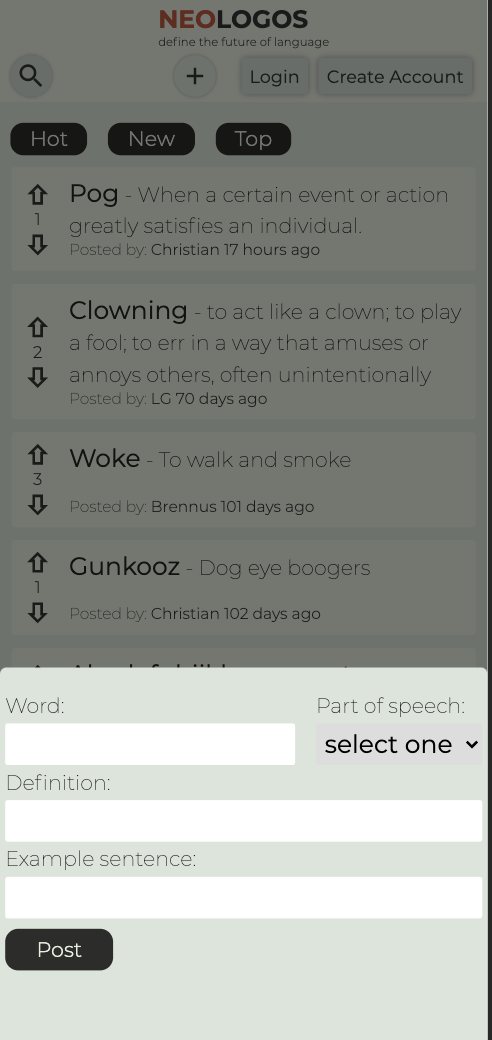 NEOLOGOS
define the future of language
+ Login Create Account
Hot New Top
Pog - When a certain event or action
greatly satisfies an individual.
1
Posted by: Christian 17 hours ago
Clowning - to act like a clown; to play
a fool; to err in a way that amuses or
2
annoys others, often unintentionally
Posted by: LG 70 days ago
Woke - To walk and smoke
3
Posted by: Brennus 101 days ago
Gunkooz - Dog eye boogers
1
Posted by: Christian 102 days ago
Word:
Part of speech:
select one
Definition:
Example sentence:
Post